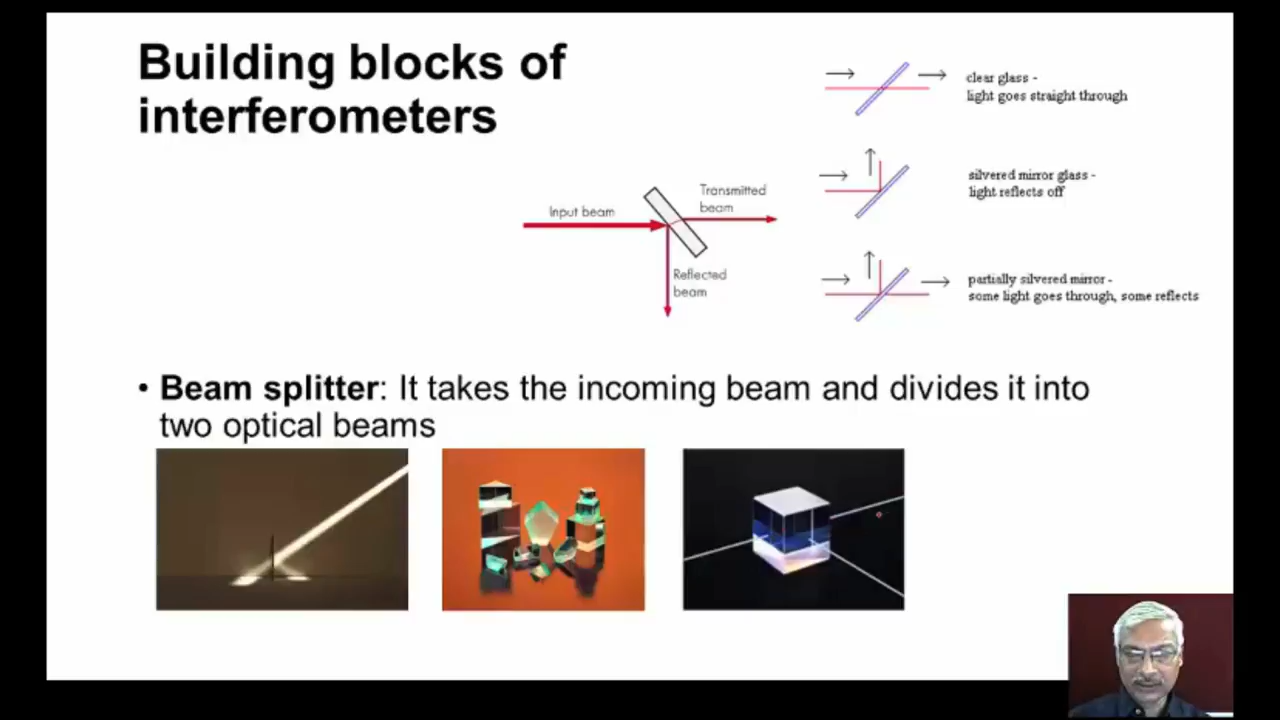 Building blocks of
interferometers
clear glass -
light goes straight through
silvered mirror glass -
light reflects off
Transmitted
beam
Input beam
Reflected
beam
partially silvered mirror -
some light goes through, some reflects
• Beam splitter: It takes the incoming beam and divides it into
two optical beams